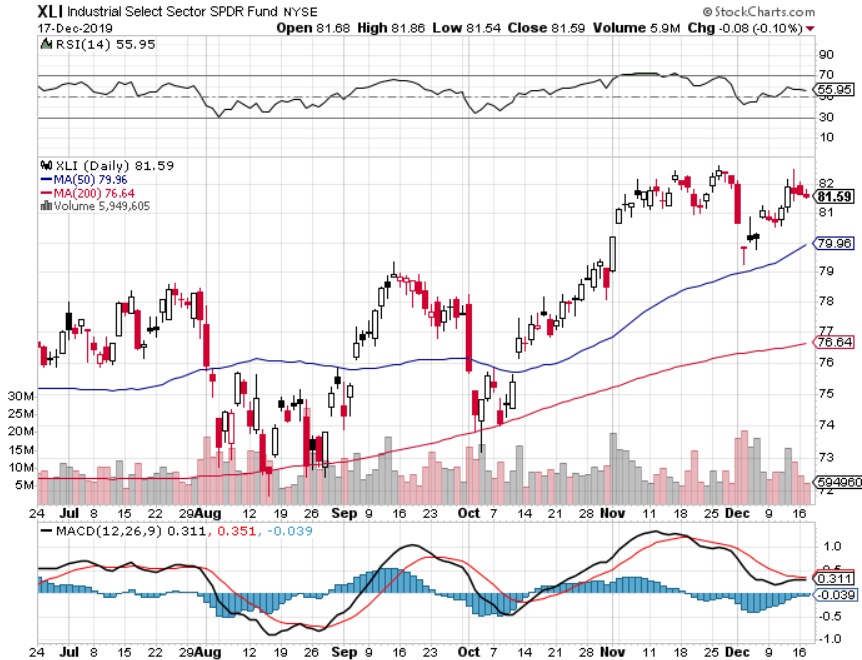 XLI Industrial Select Sector SPDR Fund NYSE © StockCharts.com
17-Dec-2019 Open 81.68 High 81.86 Low 81.54 Close 81.59 Volume 5.9M Chg -0.08 (-0.10%)
RSI(14) 55.95
90
70
55.95
50
30
10
XLI (Daily) 81.59
MA(50) 79.96
MA(200) 76.64
Volume 5,949,605
82
81.59
81
79.96
79
78
77
76.64
76
75
74
73
72
30M
25M
20M
15M
10M
5M
594960
24 Jul 8 15 22 29 Aug 12 19 26 Sep 9 16 23 Oct 7 14 21 28 Nov 11 18 25 Dec 9 16
MACD(12,26,9) 0.311, 0.351, -0.039
1.0
0.311
-0.039
-0.5
-1.0
24 Jul 8 15 22 29 Aug 12 19 26 Sep 9 16 23 Oct 7 14 21 28 Nov 11 18 25 Dec 9 16